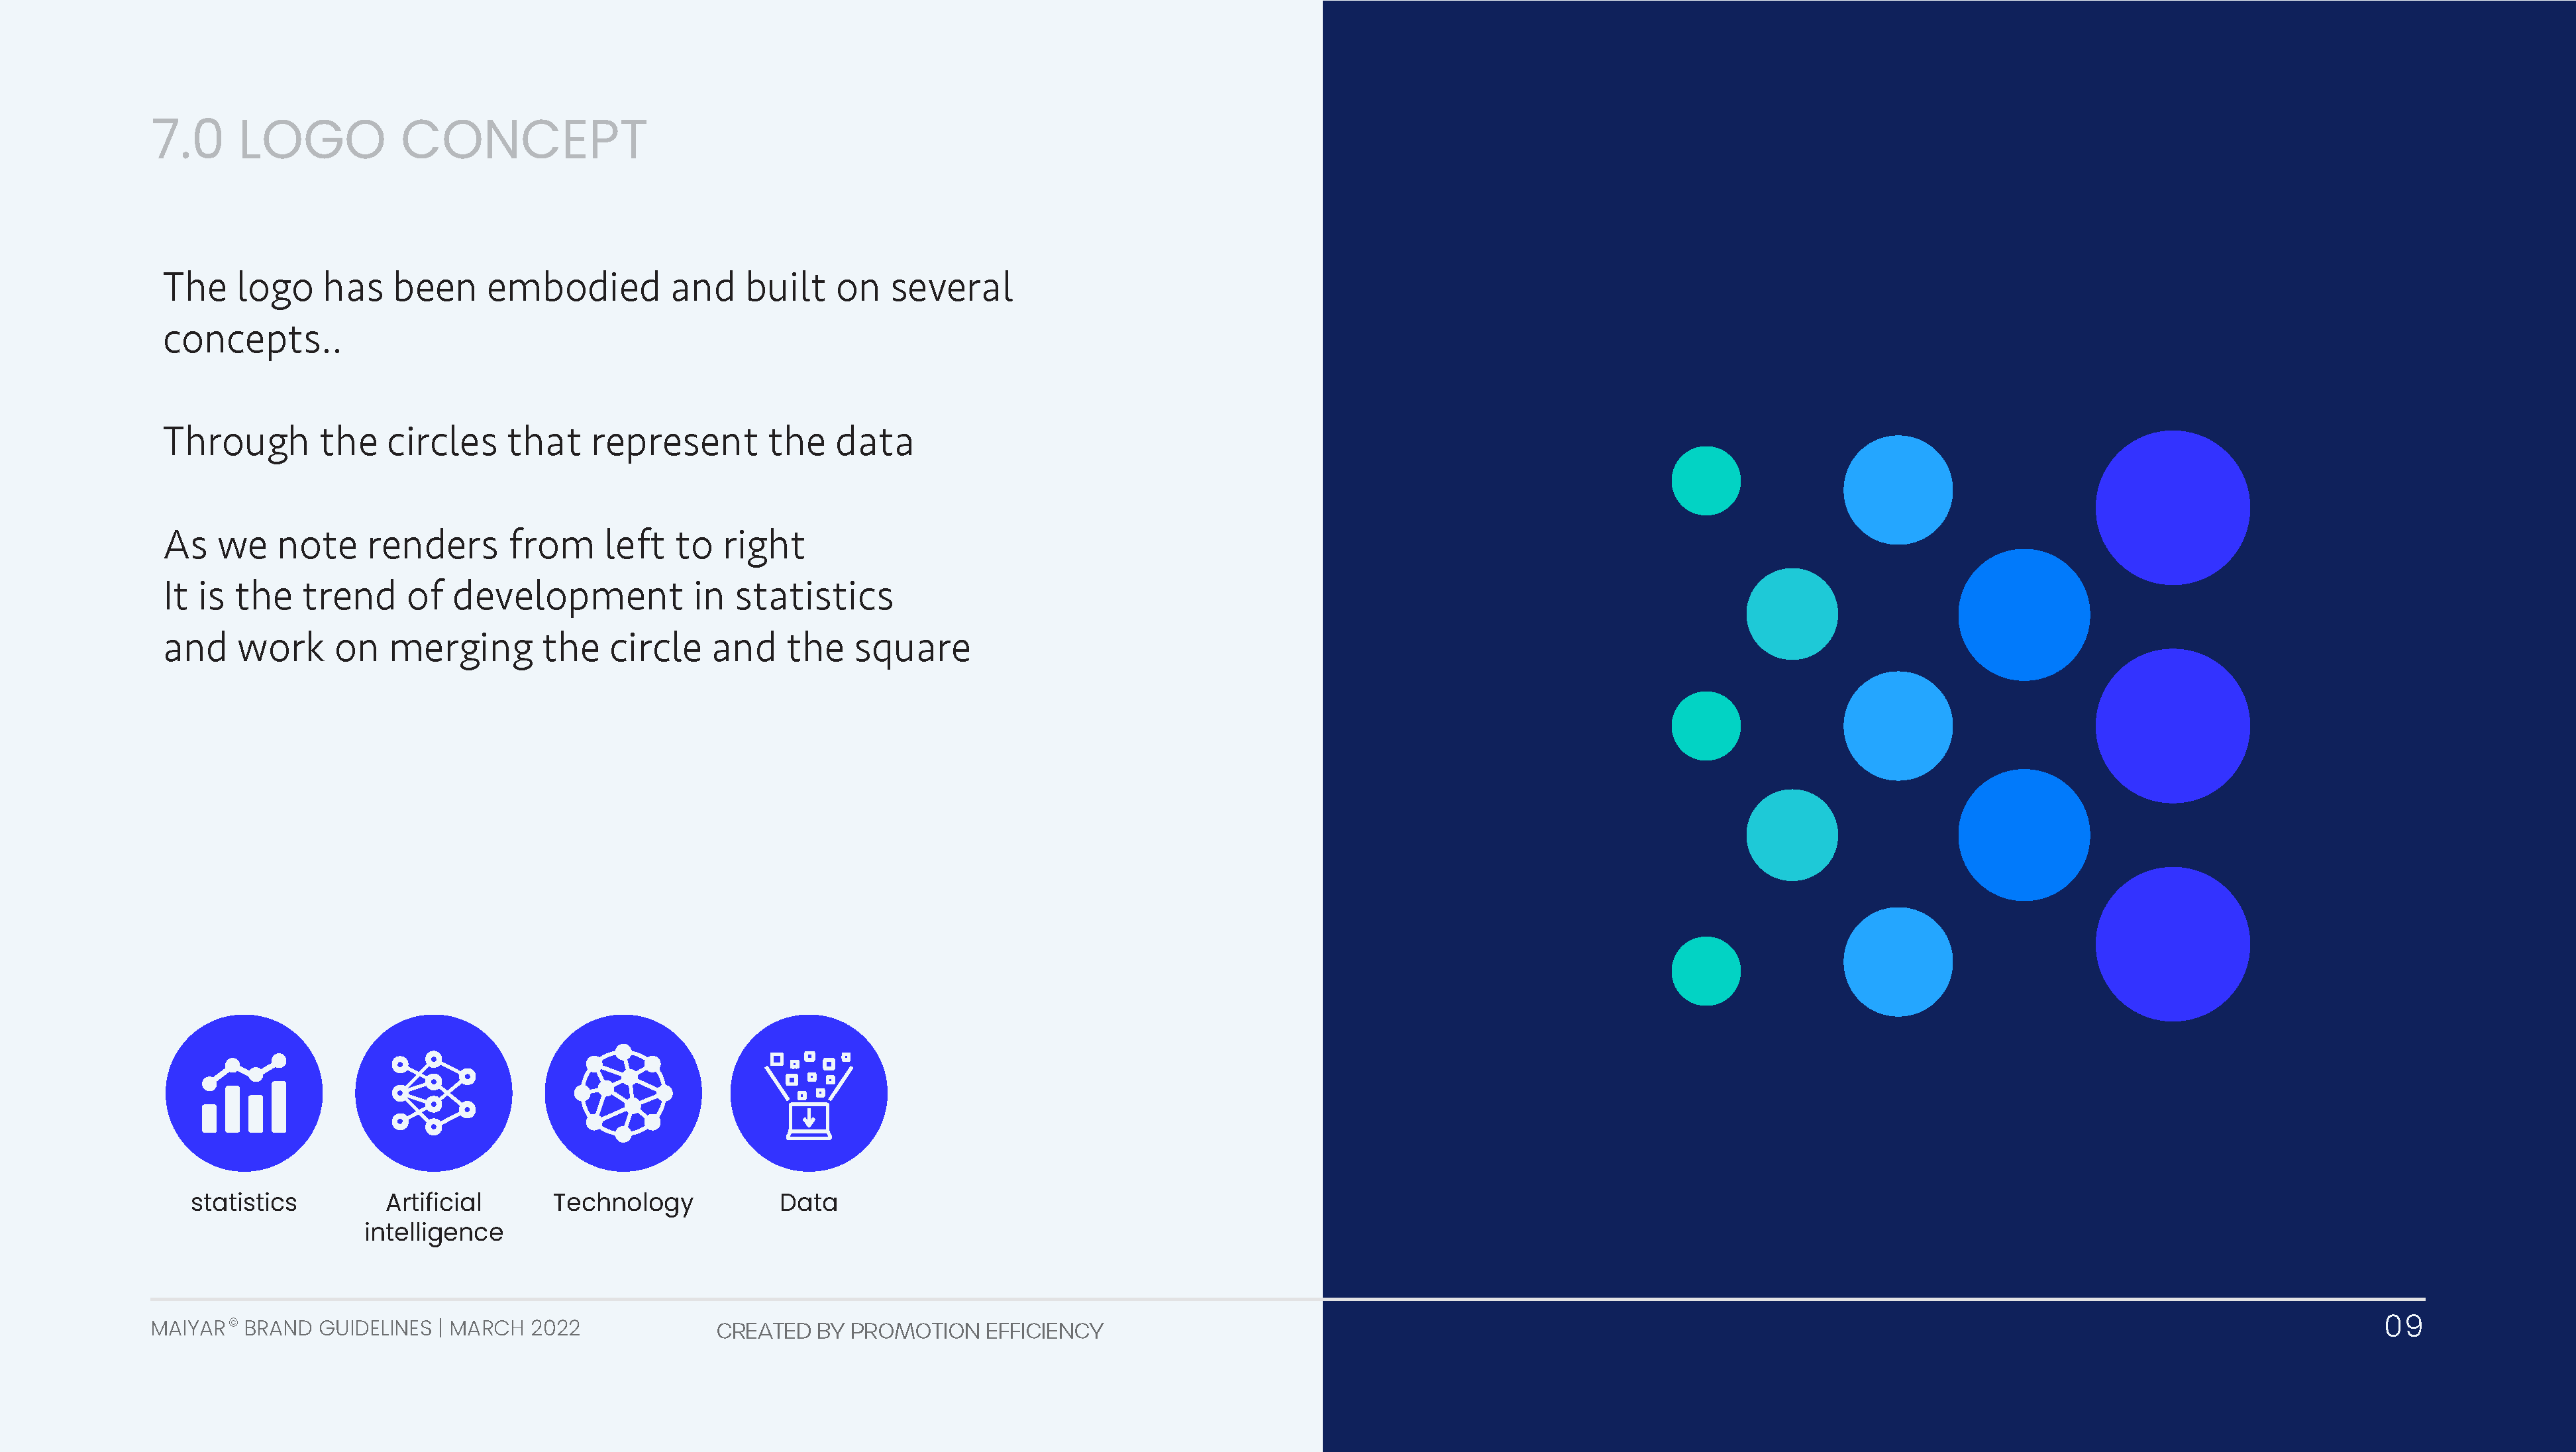 7.0 LOGO CONCEPT
The logo has been embodied and built on several
concepts..
Through the circles that represent the data
As we note renders from left to right
It is the trend of development in statistics
and work on merging the circle and the square
statistics
Artificial
intelligence
Technology
Data
MAIYAR© BRAND GUIDELINES | MARCH 2022
CREATED BY PROMOTION EFFICIENCY
09